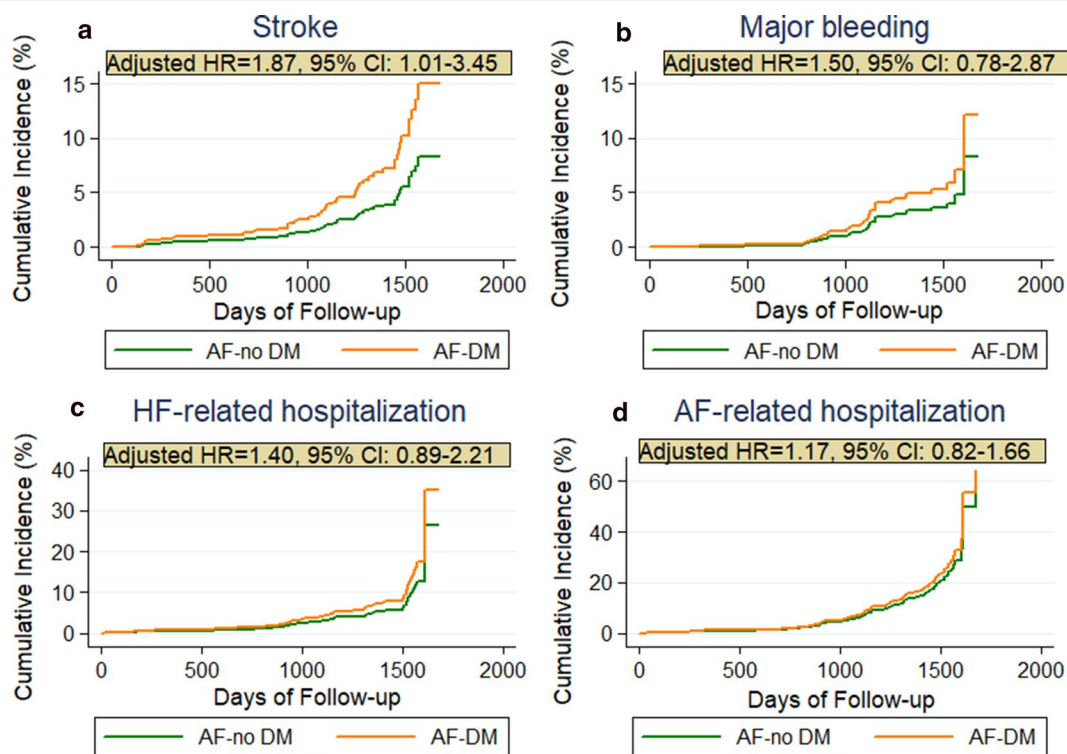 a Stroke
Adjusted HR=1.87, 95% CI: 1.01-3.45
Cumulative Incidence (%)
15
10
5
0
0 500 1000 1500 2000
Days of Follow-up
AF-no DM AF-DM
b Major bleeding
Adjusted HR=1.50, 95% CI: 0.78-2.87
Cumulative Incidence (%)
15
10
5
0
0 500 1000 1500 2000
Days of Follow-up
AF-no DM AF-DM
c HF-related hospitalization
Adjusted HR=1.40, 95% CI: 0.89-2.21
Cumulative Incidence (%)
40
30
20
10
0
0 500 1000 1500 2000
Days of Follow-up
AF-no DM AF-DM
d AF-related hospitalization
Adjusted HR=1.17, 95% CI: 0.82-1.66
Cumulative Incidence (%)
60
40
20
0
0 500 1000 1500 2000
Days of Follow-up
AF-no DM AF-DM